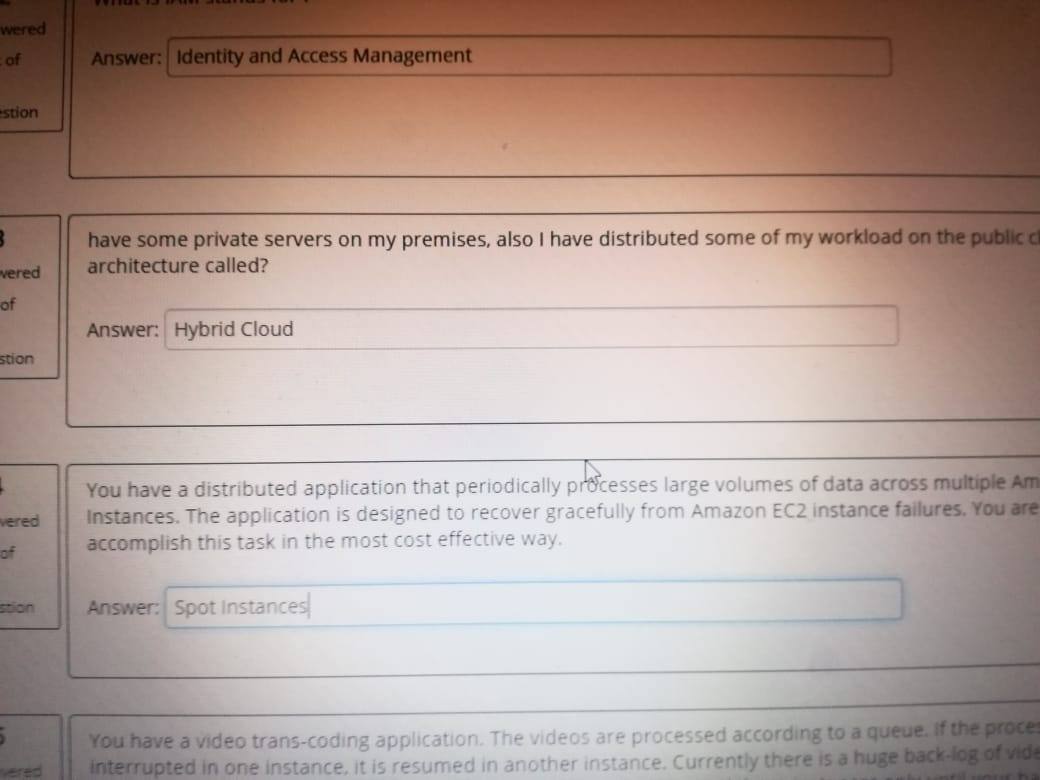 wered
of
estion
Answer: Identity and Access Management
3
vered
of
stion
have some private servers on my premises, also I have distributed some of my workload on the public cl
architecture called?
Answer: Hybrid Cloud
vered
of
stion
You have a distributed application that periodically processes large volumes of data across multiple Am
Instances. The application is designed to recover gracefully from Amazon EC2 instance failures. You are
accomplish this task in the most cost effective way.
Answer: Spot Instances
5
vered
You have a video trans-coding application. The videos are processed according to a queue. If the proces
interrupted in one instance, it is resumed in another instance. Currently there is a huge back-log of vide